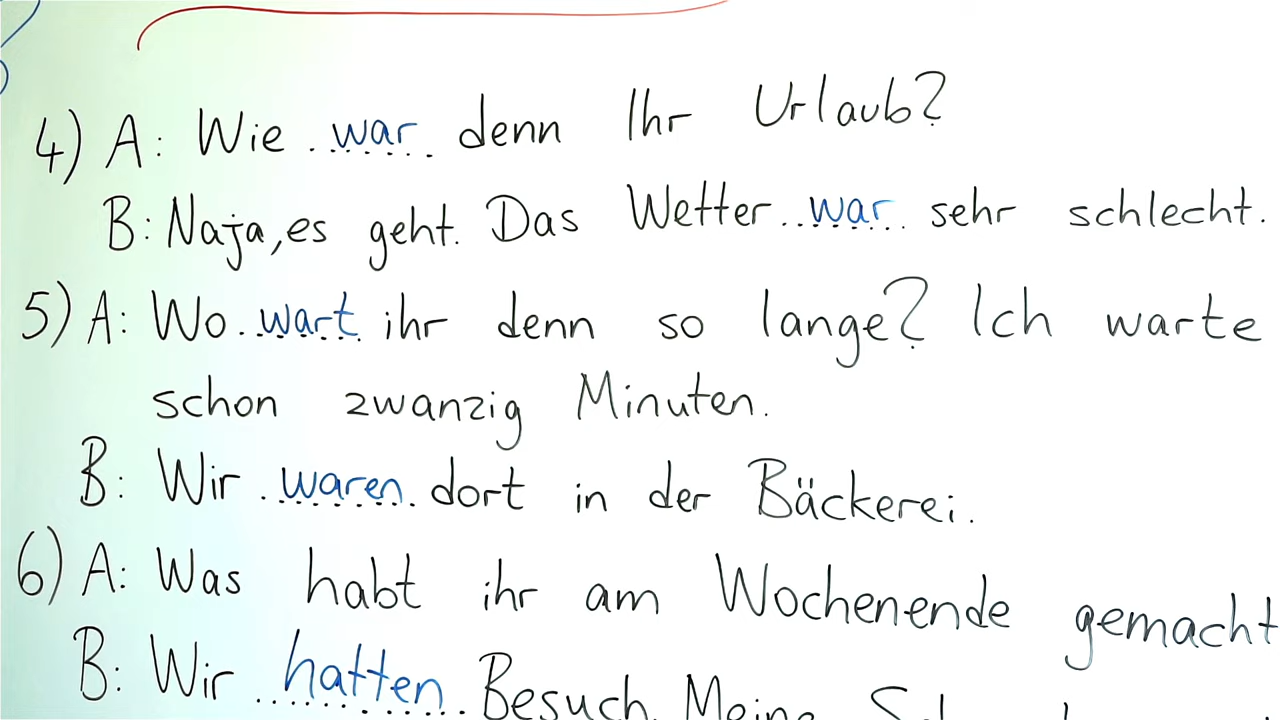 4) A: Wie war denn Ihr Urlaub?
B: Naja, es geht. Das Wetter war sehr schlecht.
5) A: Wo wart ihr denn so lange? Ich warte
schon zwanzig Minuten.
B: Wir waren dort in der Bäckerei.
6) A: Was habt ihr am Wochenende gemacht
B: Wir hatten Besuch. Meine